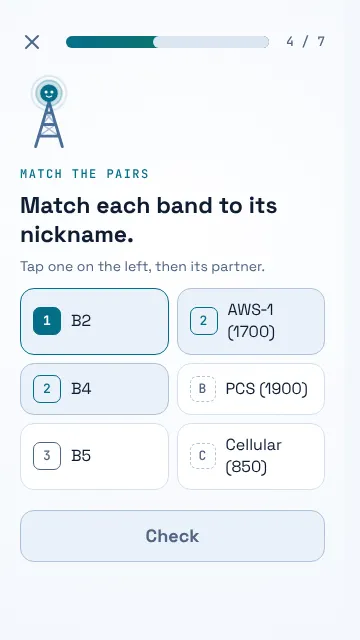 4 / 7
MATCH THE PAIRS
Match each band to its
nickname.
Tap one on the left, then its partner.
1 B2
2 AWS-1
(1700)
2 B4
B PCS (1900)
3 B5
C Cellular
(850)
Check